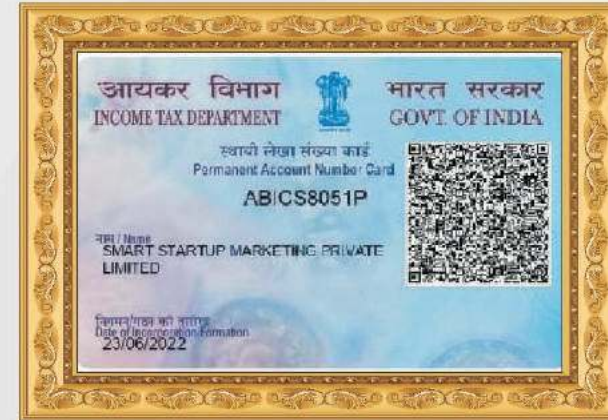 आयकर विभाग
INCOME TAX DEPARTMENT
भारत सरकार
GOVT. OF INDIA
स्थायी लेखा संख्या कार्ड
Permanent Account Number Card
ABICS8051P
नाम / Name
SMART STARTUP MARKETING PRIVATE
LIMITED
निगमन/गठन की तारीख
Date of Incorporation/Formation
23/06/2022